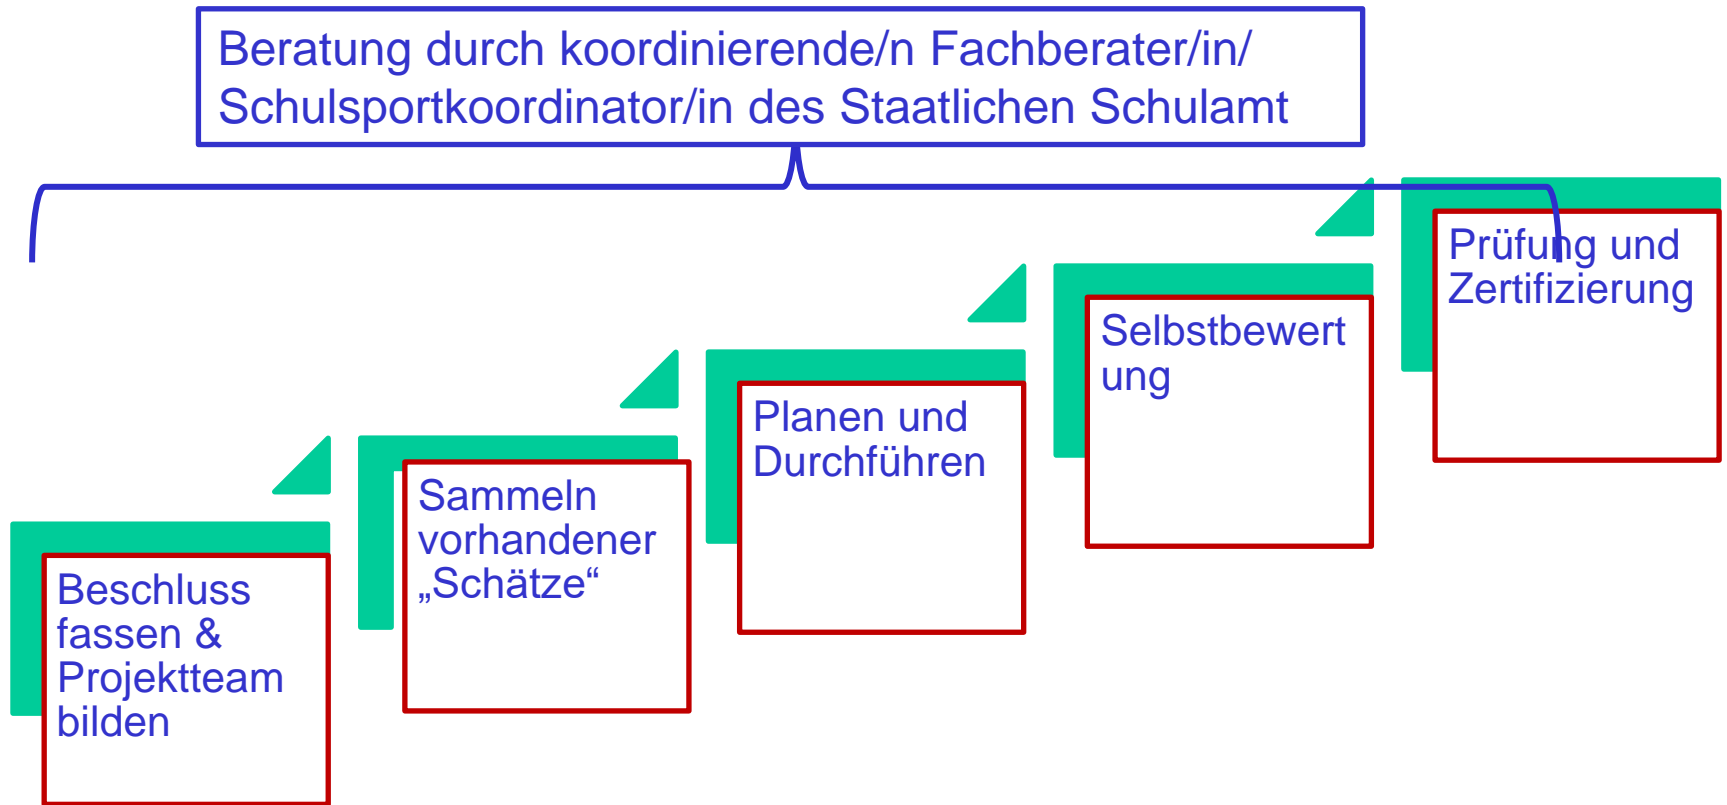 Beratung durch koordinierende/n Fachberater/in/
Schulsportkoordinator/in des Staatlichen Schulamt
Beschluss
fassen &
Projektteam
bilden
Sammeln
vorhandener
„Schätze“
Planen und
Durchführen
Selbstbewert
ung
Prüfung und
Zertifizierung